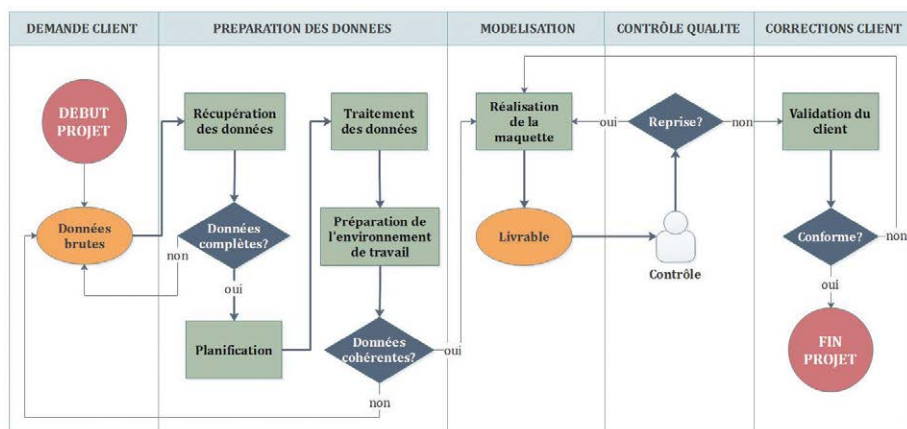 DEMANDE CLIENT
PREPARATION DES DONNEES
MODELISATION
CONTRÔLE QUALITE
CORRECTIONS CLIENT
DEBUT
PROJET
Données
brutes
Récupération
des données
Données
complètes?
non
oui
Planification
Traitement
des données
Préparation de
l'environnement
de travail
Données
cohérentes?
non
oui
Réalisation
de la
maquette
Livrable
oui
Reprise?
non
Contrôle
Validation du
client
Conforme?
non
oui
FIN
PROJET